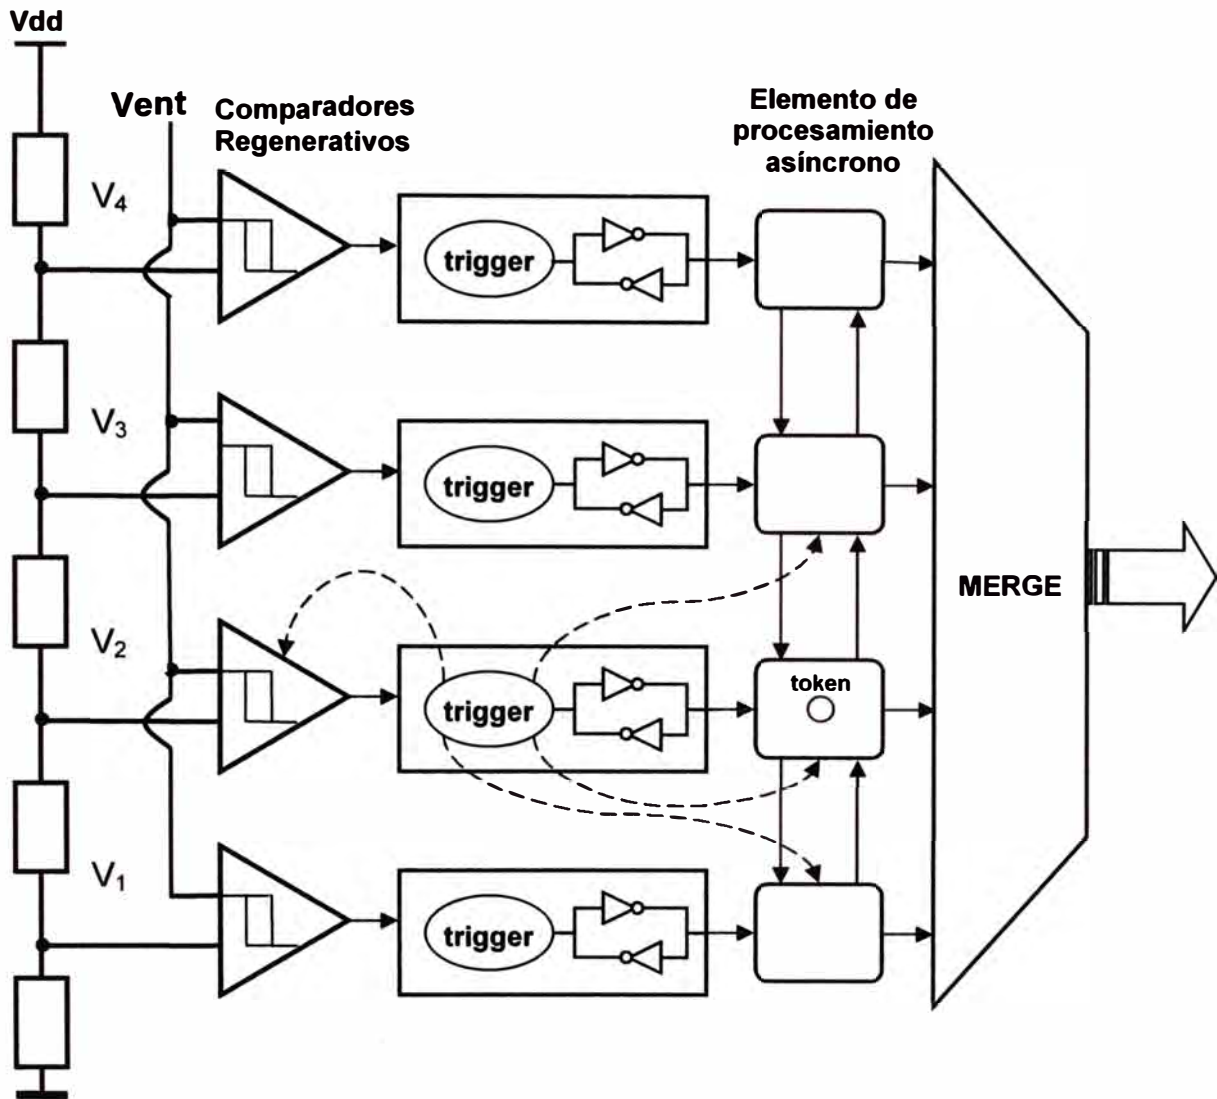 Vdd
Vent
Comparadores
Regenerativos
Elemento de
procesamiento
asíncrono
V4
trigger
V3
trigger
MERGE
V2
trigger
token
V1
trigger